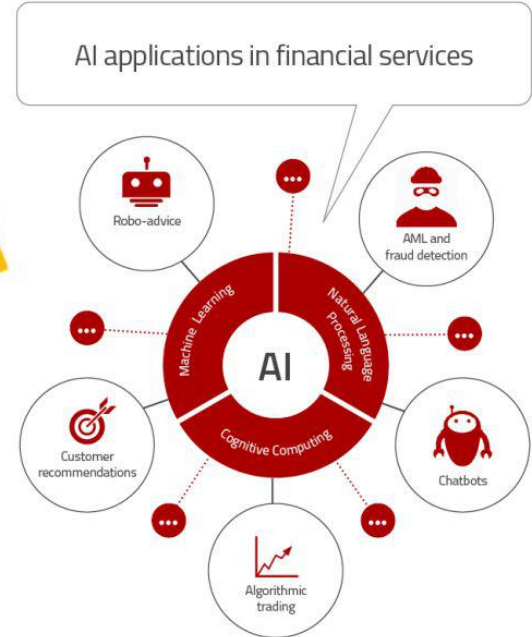 AI applications in financial services
Robo-advice
AML and
fraud detection
Machine Learning
Natural Language
Processing
AI
Cognitive Computing
Customer
recommendations
Chatbots
Algorithmic
trading